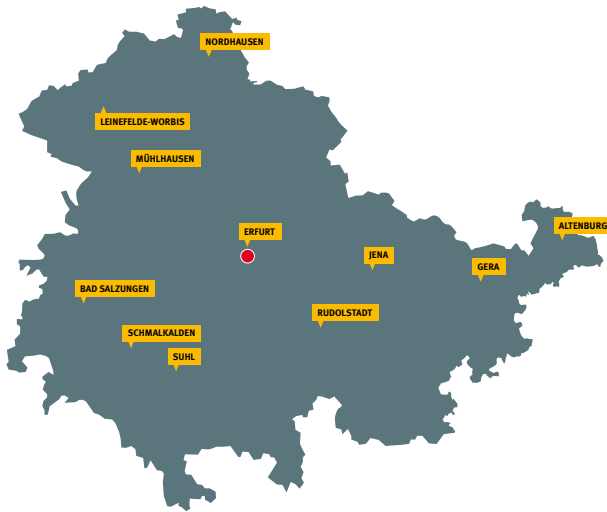 NORDHAUSEN
LEINEFELDE-WORBIS
MÜHLHAUSEN
ALTENBURG
ERFURT
JENA
GERA
BAD SALZUNGEN
RUDOLSTADT
SCHMALKALDEN
SUHL